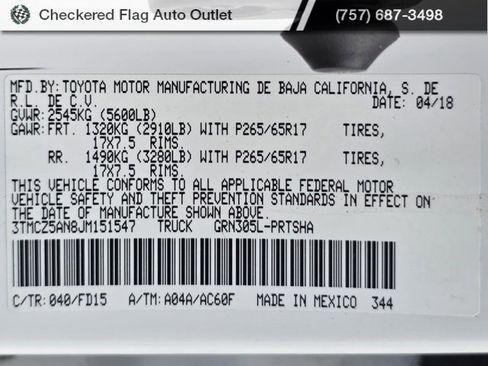 Checkered Flag Auto Outlet (757) 687-3498
MFD.BY:TOYOTA MOTOR MANUFACTURING DE BAJA CALIFORNIA, S. DE
R.L. DE C.V. DATE: 04/18
GVWR:2545KG (5600LB)
GAWR:FRT. 1320KG (2910LB) WITH P265/65R17 TIRES,
17X7.5 RIMS.
RR. 1490KG (3280LB) WITH P265/65R17 TIRES,
17X7.5 RIMS.
THIS VEHICLE CONFORMS TO ALL APPLICABLE FEDERAL MOTOR
VEHICLE SAFETY AND THEFT PREVENTION STANDARDS IN EFFECT ON
THE DATE OF MANUFACTURE SHOWN ABOVE.
3TMCZ5AN8JM151547 TRUCK GRN305L-PRTSHA
C/TR:040/FD15 A/TM:A04A/AC60F MADE IN MEXICO 344